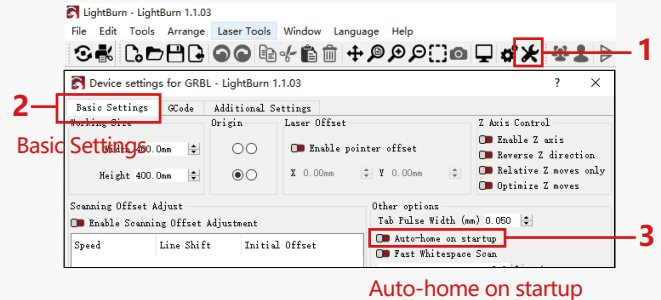 LightBurn - LightBurn 1.1.03
File Edit Tools Arrange Laser Tools Window Language Help
1
Device settings for GRBL - LightBurn 1.1.03 ? ×
2
Basic Settings GCode Additional Settings
Basic Settings
Working Size Origin Laser Offset Z Axis Control
Width 400.0mm Enable pointer offset Enable Z axis
Reverse Z direction
Height 400.0mm X 0.00mm Y 0.00mm Relative Z moves only
Optimize Z moves
Scanning Offset Adjust Other options
Enable Scanning Offset Adjustment Tab Pulse Width (mm) 0.050
Speed Line Shift Initial Offset Auto-home on startup
3
Fast Whitespace Scan
Auto-home on startup